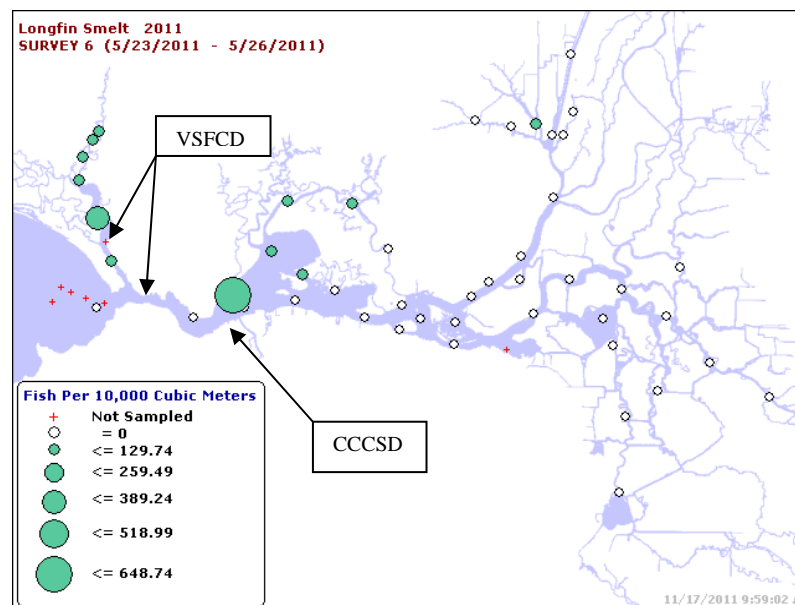 Longfin Smelt 2011
SURVEY 6 (5/23/2011 - 5/26/2011)
VSFCD
CCCSD
Fish Per 10,000 Cubic Meters
Not Sampled
= 0
<= 129.74
<= 259.49
<= 389.24
<= 518.99
<= 648.74
11/17/2011 9:59:02